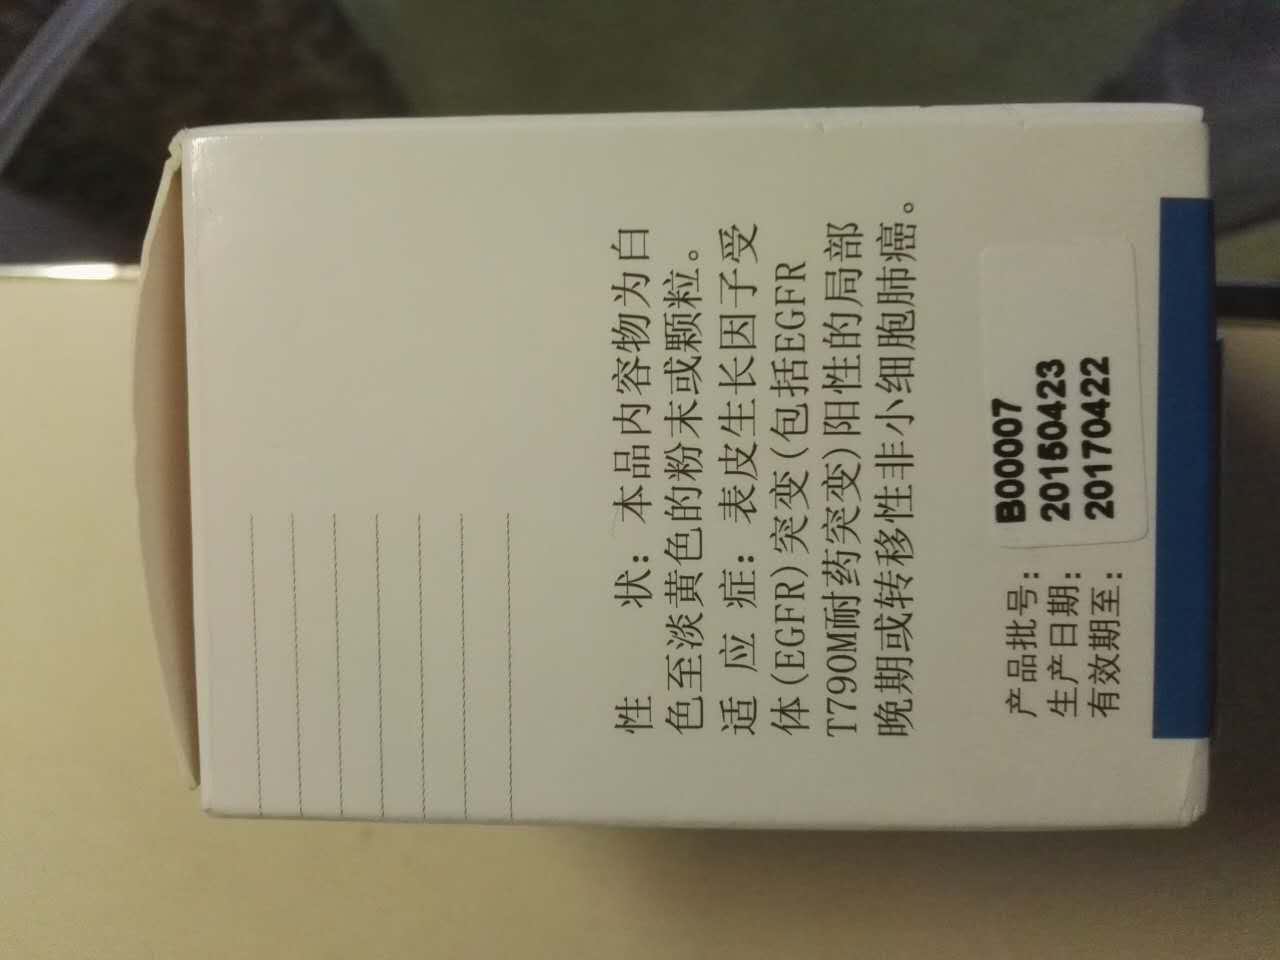 性 状：本品内容物为白
色至淡黄色的粉末或颗粒。
适 应 症：表皮生长因子受
体(EGFR)突变(包括EGFR
T790M耐药突变)阳性的局部
晚期或转移性非小细胞肺癌。
产品批号：B00007
生产日期：20150423
有效期至：20170422